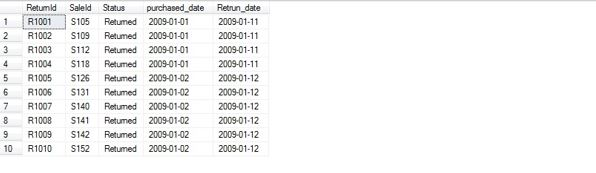 ReturnId SaleId Status purchased_date Retrun_date
1 R1001 S105 Returned 2009-01-01 2009-01-11
2 R1002 S109 Returned 2009-01-01 2009-01-11
3 R1003 S112 Returned 2009-01-01 2009-01-11
4 R1004 S118 Returned 2009-01-01 2009-01-11
5 R1005 S126 Returned 2009-01-02 2009-01-12
6 R1006 S131 Returned 2009-01-02 2009-01-12
7 R1007 S140 Returned 2009-01-02 2009-01-12
8 R1008 S141 Returned 2009-01-02 2009-01-12
9 R1009 S142 Returned 2009-01-02 2009-01-12
10 R1010 S152 Returned 2009-01-02 2009-01-12